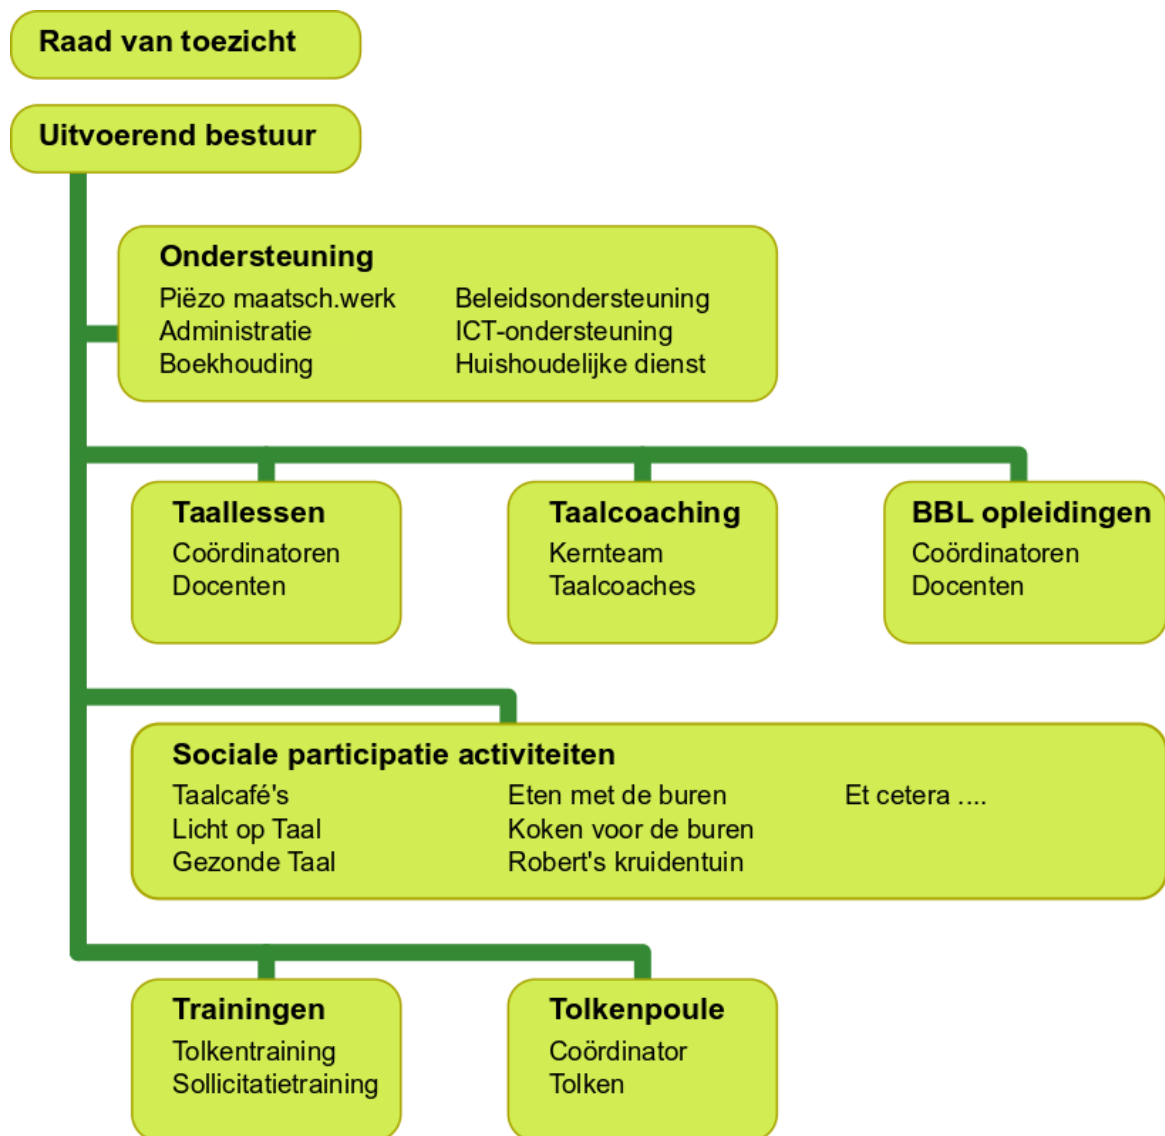 Raad van toezicht
Uitvoerend bestuur
Ondersteuning
Piëzo maatsch.werk
Administratie
Boekhouding
Beleidsondersteuning
ICT-ondersteuning
Huishoudelijke dienst
Taallessen
Coördinatoren
Docenten
Taalcoaching
Kernteam
Taalcoaches
BBL opleidingen
Coördinatoren
Docenten
Sociale participatie activiteiten
Taalcafé's
Licht op Taal
Gezonde Taal
Eten met de buren
Koken voor de buren
Robert's kruidentuin
Et cetera ....
Trainingen
Tolkentraining
Sollicitatietraining
Tolkenpoule
Coördinator
Tolken